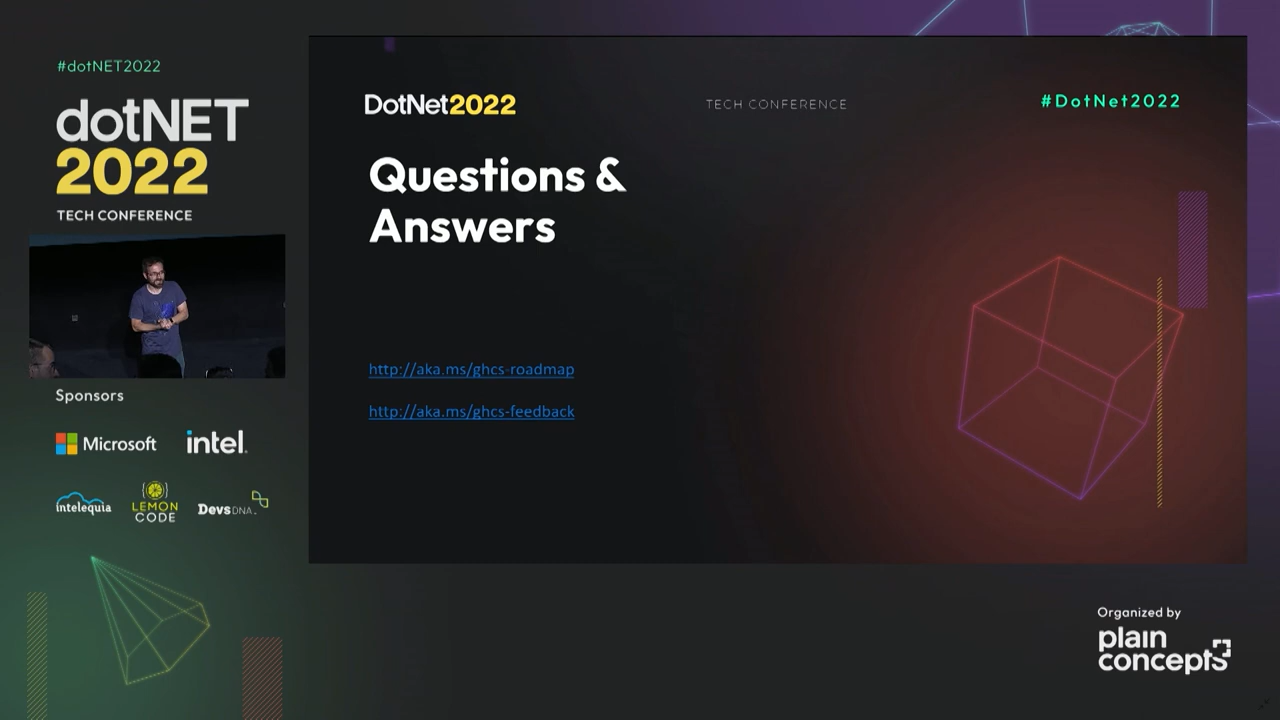 #dotNET2022
dotNET
2022
TECH CONFERENCE
Sponsors
Microsoft
intel.
intelequia
LEMON
CODE
DevsDNA.
DotNet2022
TECH CONFERENCE
#DotNet2022
Questions &
Answers
http://aka.ms/ghcs-roadmap
http://aka.ms/ghcs-feedback
Organized by
plain
concepts